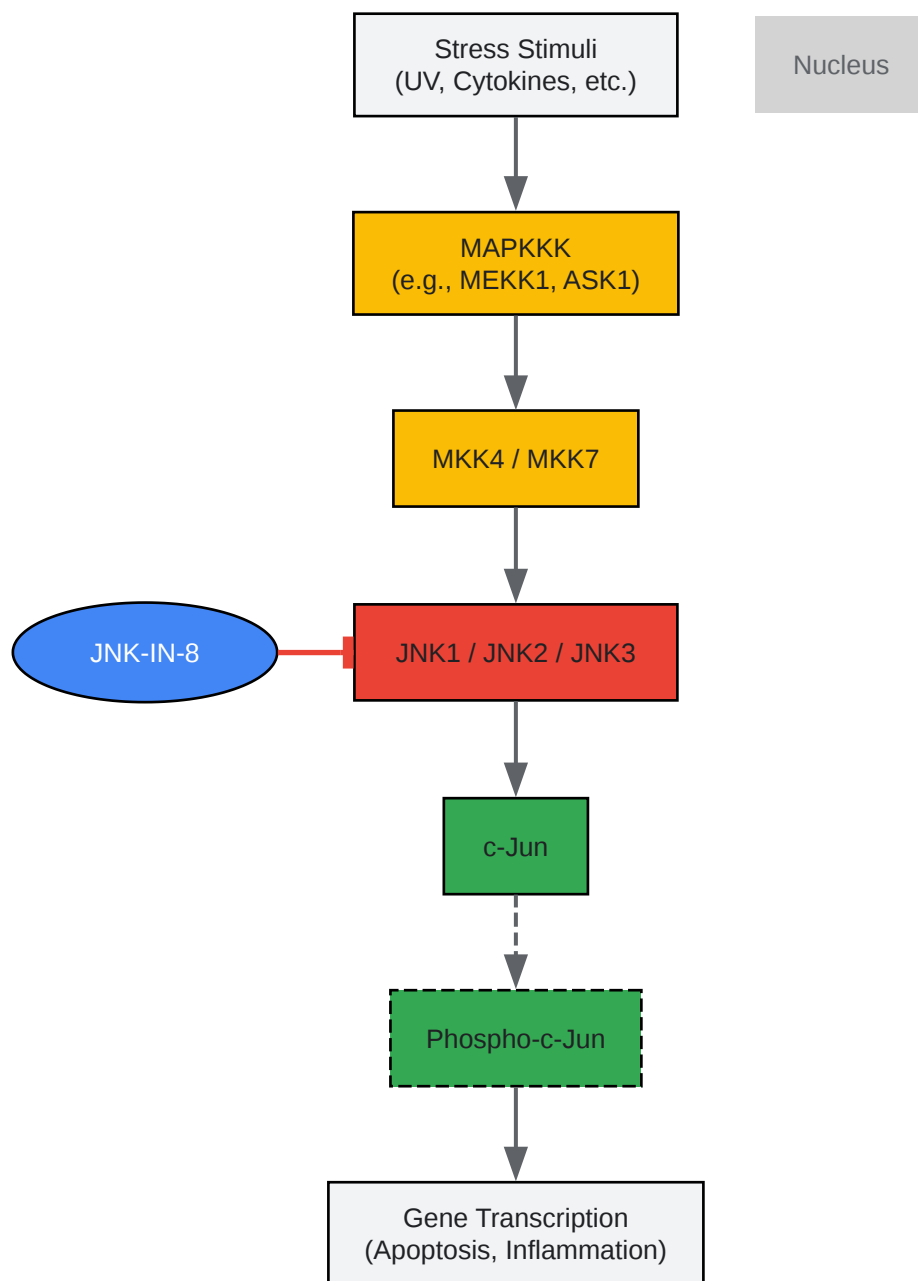 Stress Stimuli
(UV, Cytokines, etc.)
Nucleus
MAPKKK
(e.g., MEKK1, ASK1)
MKK4 / MKK7
JNK-IN-8
JNK1 / JNK2 / JNK3
c-Jun
Phospho-c-Jun
Gene Transcription
(Apoptosis, Inflammation)